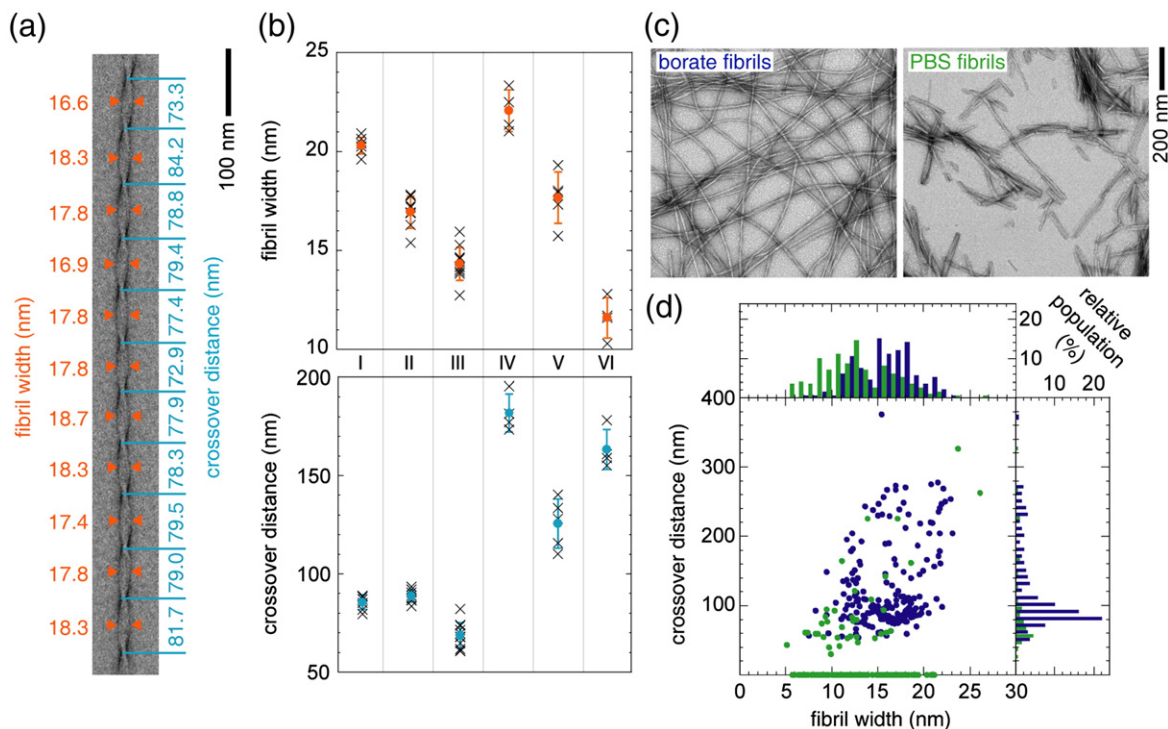 (a)
100 nm
fibril width (nm)
16.6
18.3
17.8
16.9
17.8
17.8
18.7
18.3
17.4
17.8
18.3
73.3
84.2
78.8
79.4
77.4
72.9
77.9
78.3
79.5
79.0
81.7
crossover distance (nm)
(b)
fibril width (nm)
25
20
15
10
I II III IV V VI
crossover distance (nm)
200
150
100
50
(c)
borate fibrils
PBS fibrils
200 nm
(d)
20
10
relative
population
(%)
10 20
400
300
200
100
0
crossover distance (nm)
0 5 10 15 20 25 30
fibril width (nm)